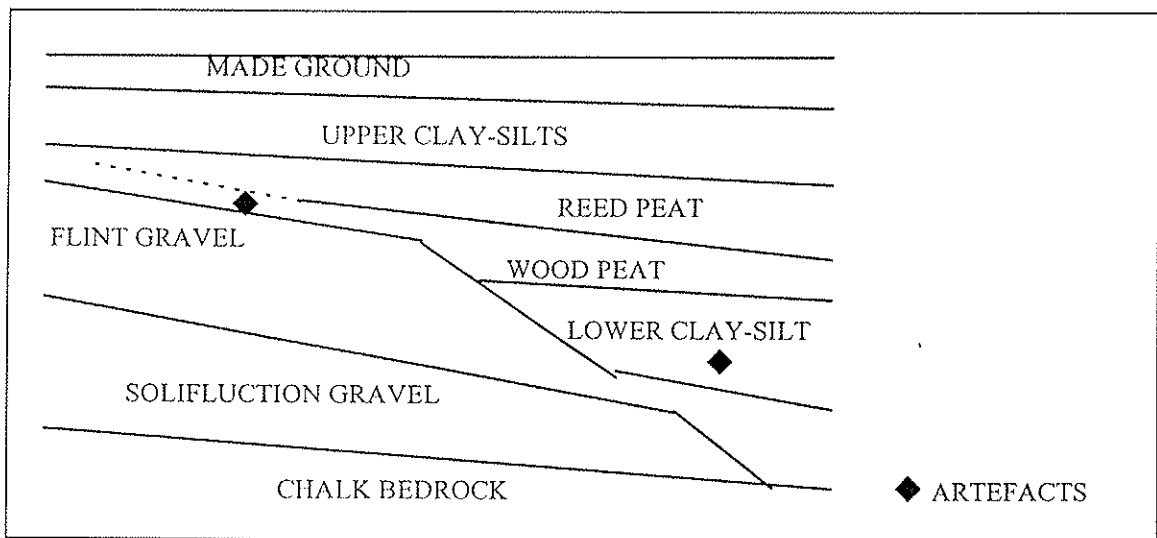 MADE GROUND
UPPER CLAY-SILTS
REED PEAT
FLINT GRAVEL
WOOD PEAT
LOWER CLAY-SILT
SOLIFLUCTION GRAVEL
CHALK BEDROCK
ARTEFACTS